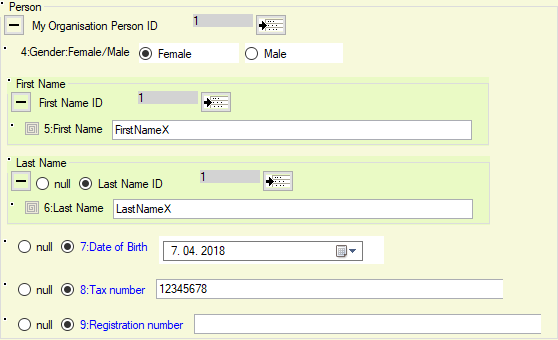 Person
My Organisation Person ID 1
4:Gender:Female/Male Female Male
First Name
First Name ID 1
5:First Name FirstNameX
Last Name
null Last Name ID 1
6:Last Name LastNameX
null 7:Date of Birth 7. 04. 2018
null 8:Tax number 12345678
null 9:Registration number